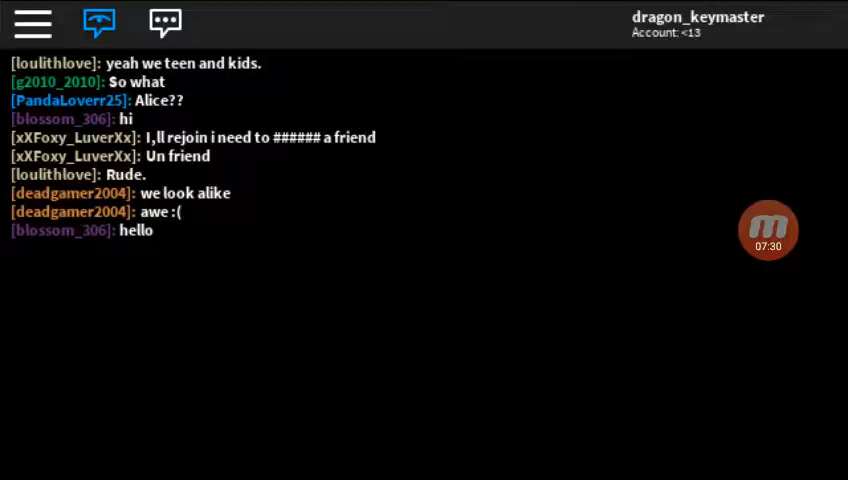 dragon_keymaster
Account: <13
[loulithlove]: yeah we teen and kids.
[g2010_2010]: So what
[PandaLoverr25]: Alice??
[blossom_306]: hi
[xXFoxy_LuverXx]: I,ll rejoin i need to ###### a friend
[xXFoxy_LuverXx]: Un friend
[loulithlove]: Rude.
[deadgamer2004]: we look alike
[deadgamer2004]: awe :(
[blossom_306]: hello
07:30